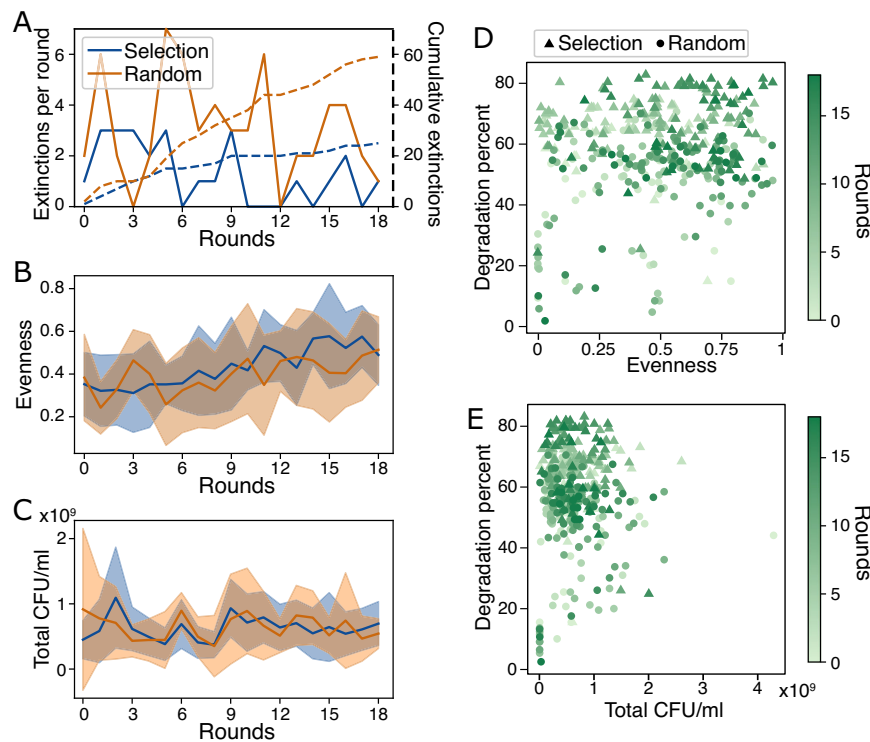 A
Extinctions per round
6
4
2
0
Selection
Random
60
40
20
0
Cumulative extinctions
0 3 6 9 12 15 18
Rounds
B
Evenness
0.8
0.6
0.4
0.2
0 3 6 9 12 15 18
Rounds
C
x10⁹
Total CFU/ml
2
1
0
0 3 6 9 12 15 18
Rounds
D
Selection Random
Degradation percent
80
60
40
20
0
0 0.25 0.5 0.75 1
Evenness
15
10
5
0
Rounds
E
Degradation percent
80
60
40
20
0
0 1 2 3 4 x10⁹
Total CFU/ml
15
10
5
0
Rounds